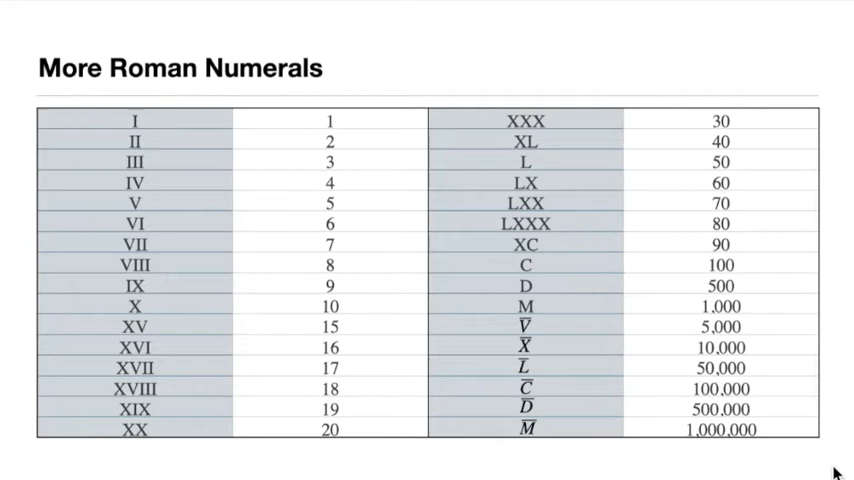 More Roman Numerals
I 1 XXX 30
II 2 XL 40
III 3 L 50
IV 4 LX 60
V 5 LXX 70
VI 6 LXXX 80
VII 7 XC 90
VIII 8 C 100
IX 9 D 500
X 10 M 1,000
XV 15 V̅ 5,000
XVI 16 X̅ 10,000
XVII 17 L̅ 50,000
XVIII 18 C̅ 100,000
XIX 19 D̅ 500,000
XX 20 M̅ 1,000,000